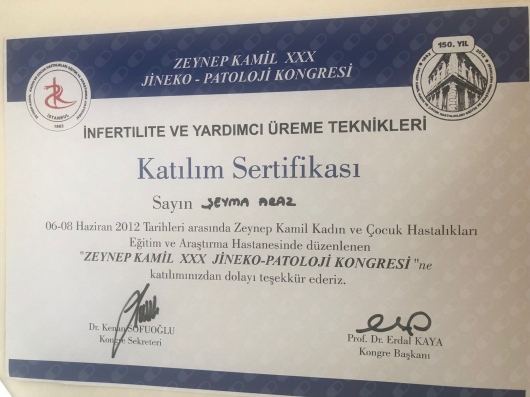 ZEYNEP KAMİL XXX
JİNEKO - PATOLOJİ KONGRESİ
150. YIL
İSTANBUL
1862
İNFERTILITE VE YARDIMCI ÜREME TEKNİKLERİ
Katılım Sertifikası
Sayın ŞEYMA ARAZ
06-08 Haziran 2012 Tarihleri arasında Zeynep Kamil Kadın ve Çocuk Hastalıkları
Eğitim ve Araştırma Hastanesinde düzenlenen
"ZEYNEP KAMİL XXX JİNEKO-PATOLOJİ KONGRESİ "ne
katılımınızdan dolayı teşekkür ederiz.
Dr. Kenan SOFUOĞLU
Kongre Sekreteri
Prof. Dr. Erdal KAYA
Kongre Başkanı